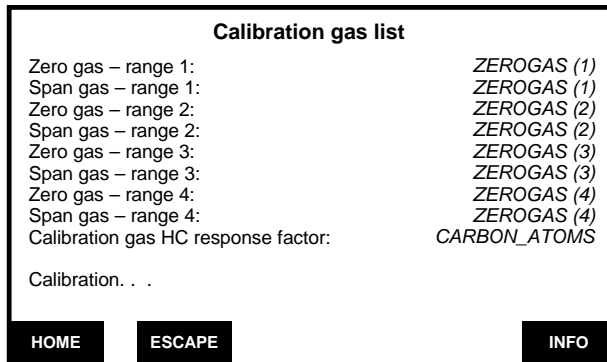 Calibration gas list
Zero gas – range 1: ZEROGAS (1)
Span gas – range 1: ZEROGAS (1)
Zero gas – range 2: ZEROGAS (2)
Span gas – range 2: ZEROGAS (2)
Zero gas – range 3: ZEROGAS (3)
Span gas – range 3: ZEROGAS (3)
Zero gas – range 4: ZEROGAS (4)
Span gas – range 4: ZEROGAS (4)
Calibration gas HC response factor: CARBON_ATOMS
Calibration. . .
HOME ESCAPE INFO